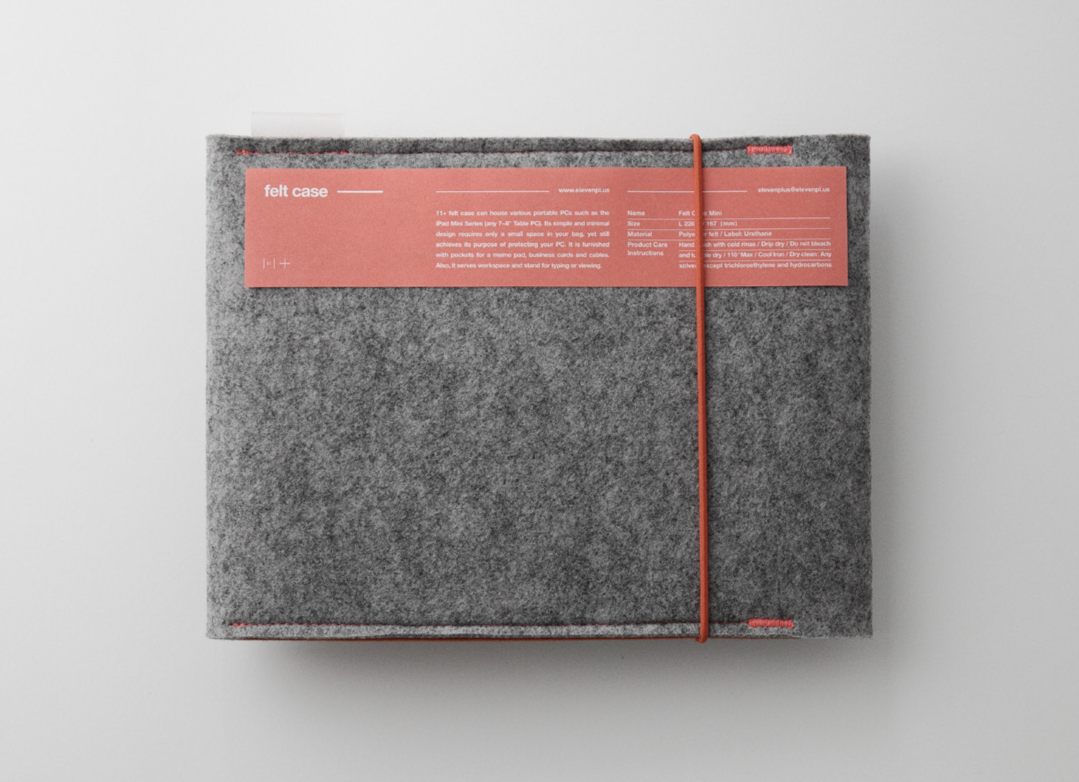 felt case
www.elevenpl.us
elevenplus@elevenpl.us
11+ felt case can house various portable PCs such as the
iPad Mini Series (any 7-8" Table PC). Its simple and minimal
design requires only a small space in your bag, yet still
achieves its purpose of protecting your PC. It is furnished
with pockets for a memo pad, business cards and cables.
Also, it serves workspace and stand for typing or viewing.
Name Felt Mini
Size L 167 (mm)
Material felt / Label: Urethane
Product Care Hand with cold rinse / Drip dry / Do not bleach
Instructions and dry / 110° Max / Cool Iron / Dry clean: Any
except trichloroethylene and hydrocarbons